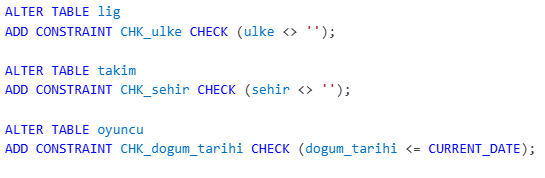 ALTER TABLE lig
ADD CONSTRAINT CHK_ulke CHECK (ulke <> '');
ALTER TABLE takim
ADD CONSTRAINT CHK_sehir CHECK (sehir <> '');
ALTER TABLE oyuncu
ADD CONSTRAINT CHK_dogum_tarihi CHECK (dogum_tarihi <= CURRENT_DATE);